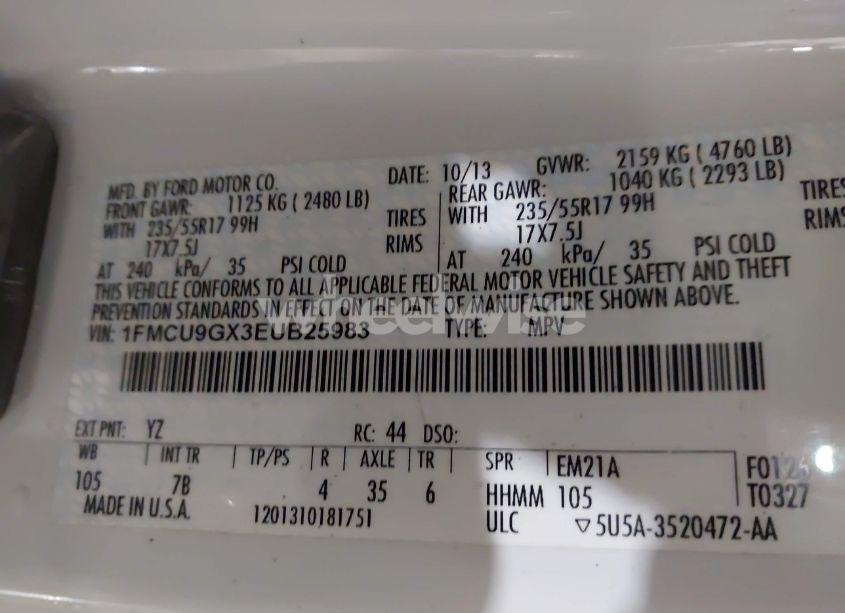 MFD. BY FORD MOTOR CO. DATE: 10/13 GVWR: 2159 KG ( 4760 LB)
FRONT GAWR: 1125 KG ( 2480 LB) REAR GAWR: 1040 KG ( 2293 LB)
WITH 235/55R17 99H TIRES WITH 235/55R17 99H TIRES
17X7.5J RIMS 17X7.5J RIMS
AT 240 kPa/ 35 PSI COLD AT 240 kPa/ 35 PSI COLD
THIS VEHICLE CONFORMS TO ALL APPLICABLE FEDERAL MOTOR VEHICLE SAFETY AND THEFT
PREVENTION STANDARDS IN EFFECT ON THE DATE OF MANUFACTURE SHOWN ABOVE.
VIN: 1FMCU9GX3EUB25983 TYPE: MPV
EXT PNT: YZ RC: 44 DSO:
WB INT TR TP/PS R AXLE TR SPR EM21A
105 7B 4 35 6 HHMM 105 T0327
MADE IN U.S.A. 1201310181751 ULC ▽5U5A-3520472-AA